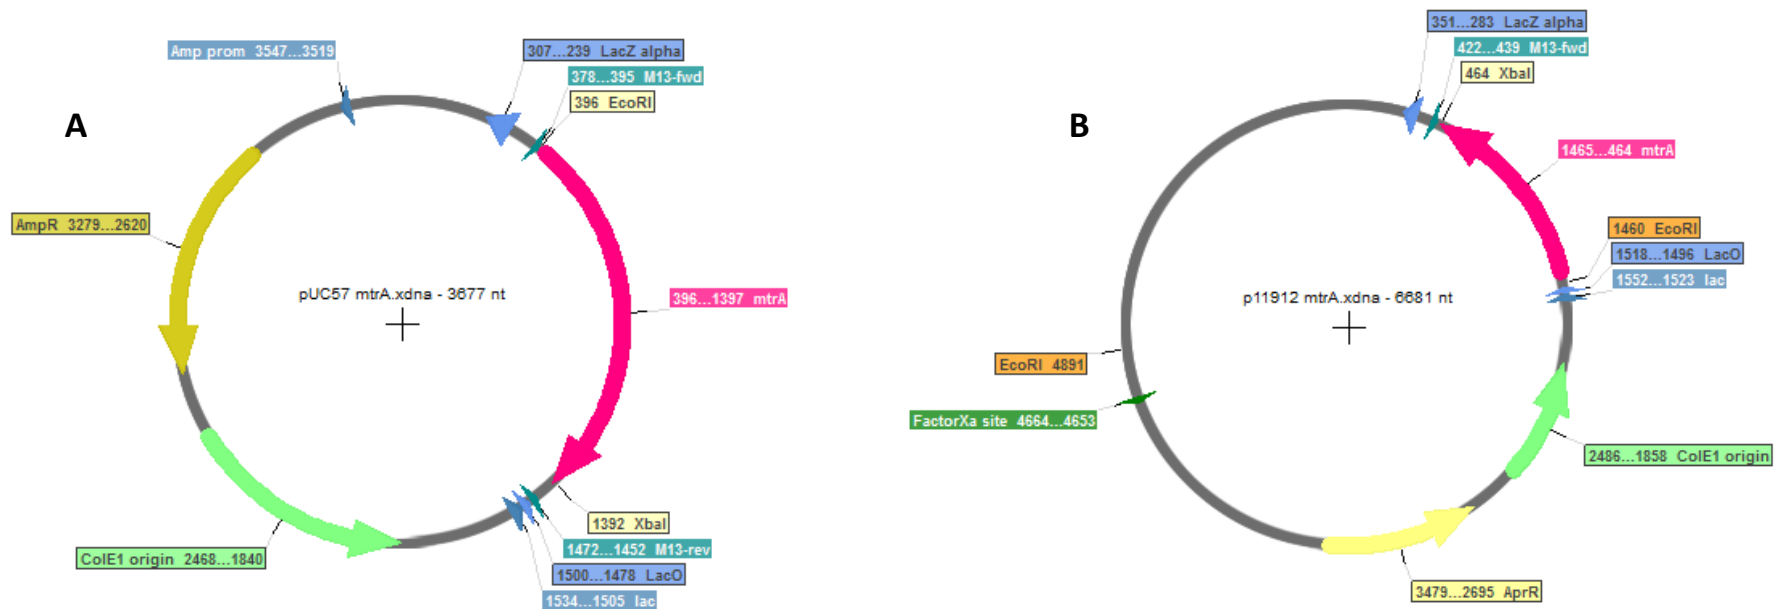 A
Amp prom 3547...3519
307...239 LacZ alpha
378...395 M13-fwd
396 EcoRI
AmpR 3279...2620
pUC57 mtrA.xdna - 3677 nt
396...1397 mtrA
ColE1 origin 2468...1840
1392 XbaI
1472...1452 M13-rev
1500...1478 LacO
1534...1505 lac
B
351...283 LacZ alpha
422...439 M13-fwd
464 XbaI
1465...464 mtrA
1460 EcoRI
1518...1496 LacO
1552...1523 lac
p11912 mtrA.xdna - 6681 nt
EcoRI 4891
FactorXa site 4664...4653
2486...1858 ColE1 origin
3479...2695 AprR